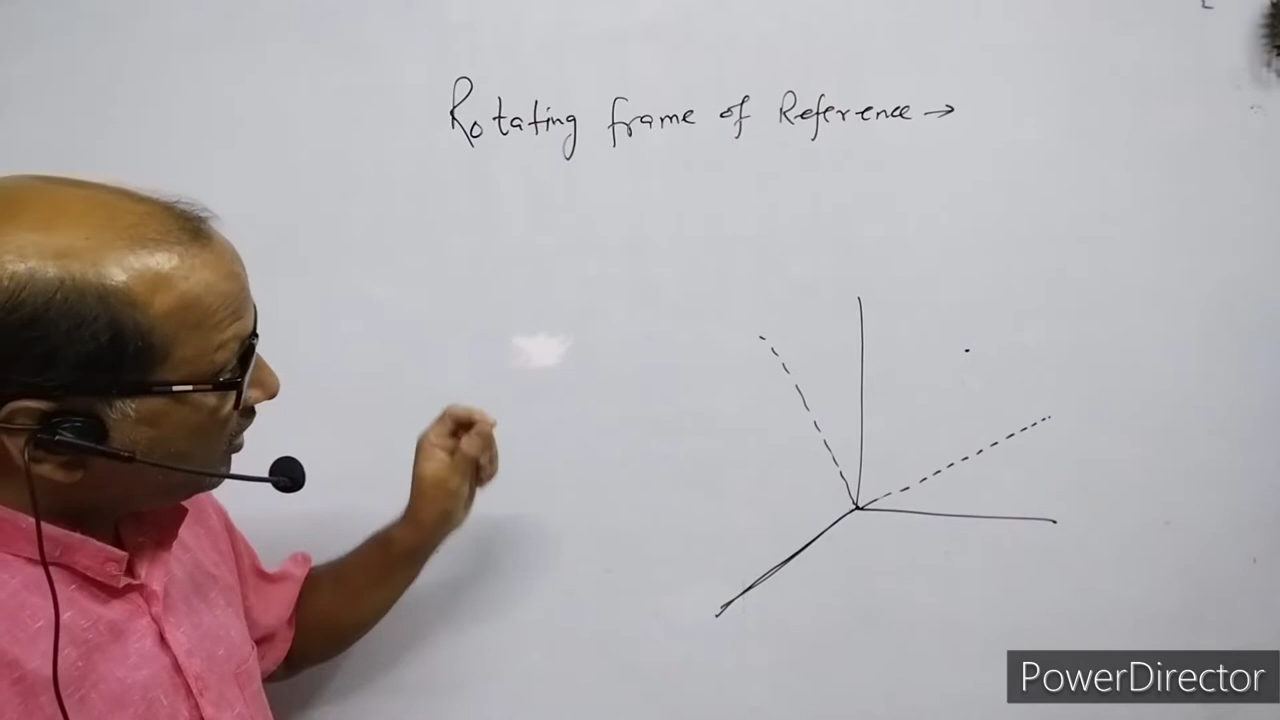 Rotating frame of Reference →
PowerDirector